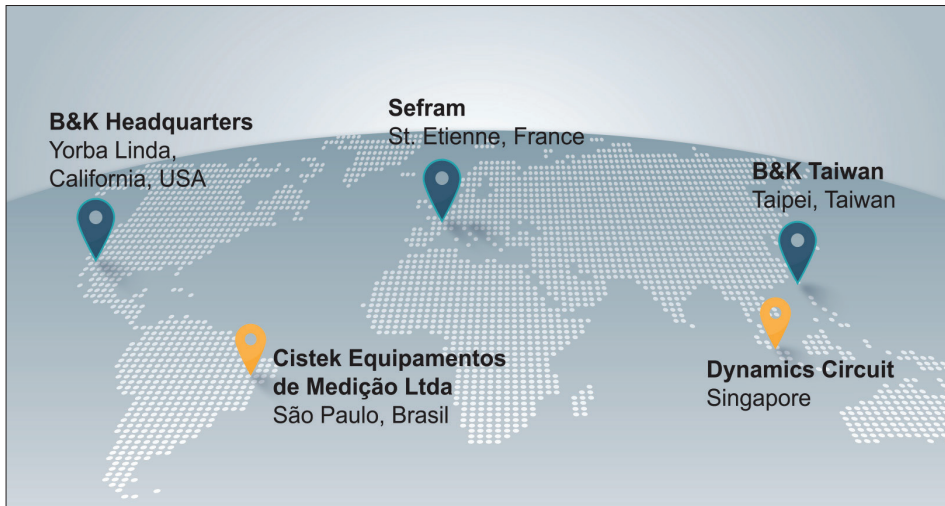 B&K Headquarters
Yorba Linda,
California, USA
Sefram
St. Etienne, France
B&K Taiwan
Taipei, Taiwan
Cistek Equipamentos
de Medição Ltda
São Paulo, Brasil
Dynamics Circuit
Singapore